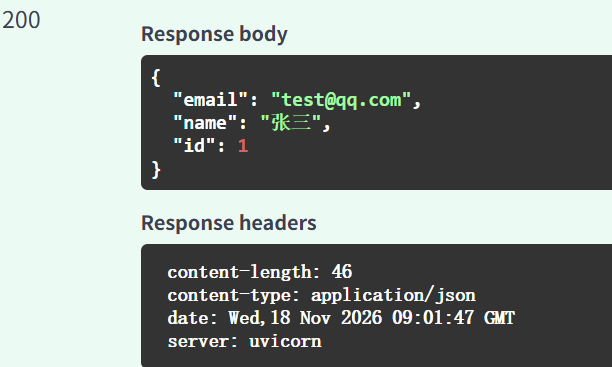 200
Response body
{
"email": "test@qq.com",
"name": "张三",
"id": 1
}
Response headers
content-length: 46
content-type: application/json
date: Wed,18 Nov 2026 09:01:47 GMT
server: uvicorn